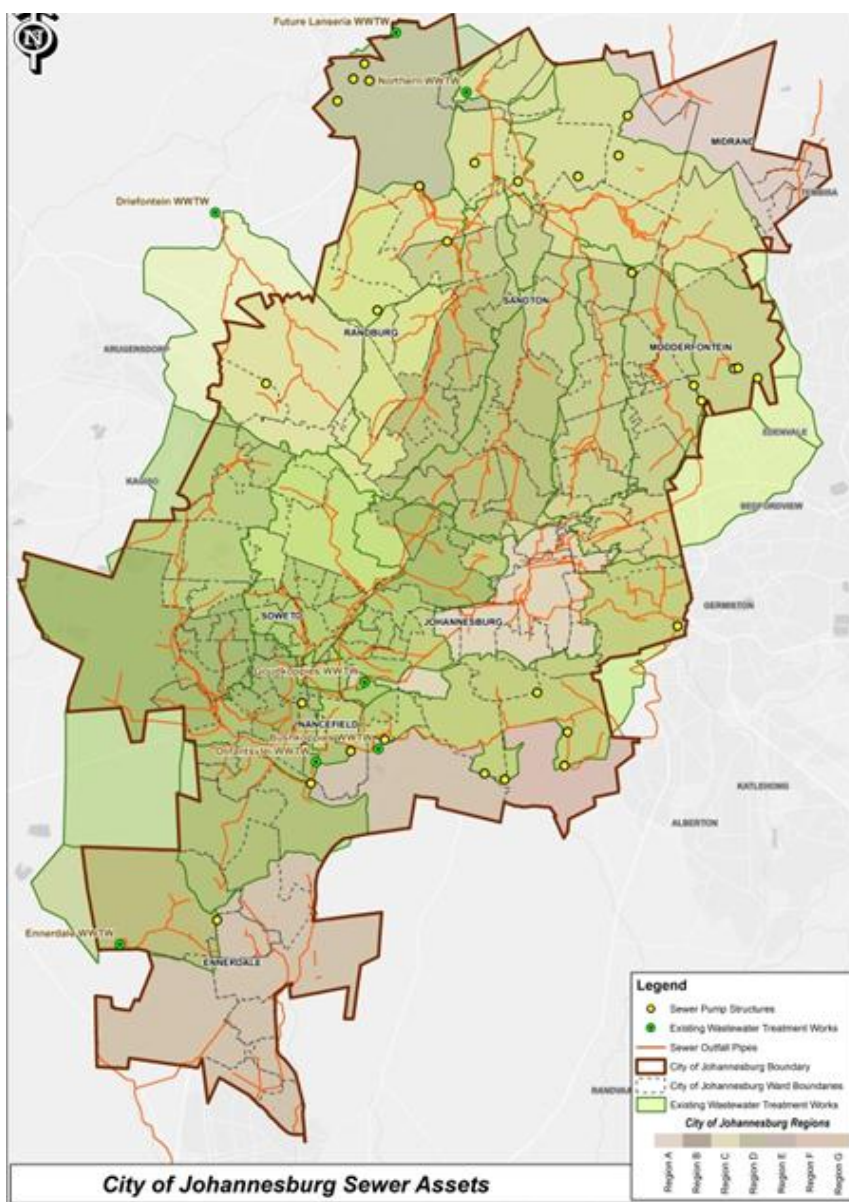 N
Future Lanseria WWTW
Northern WWTW
MIDRAND
TEMBISA
Driefontein WWTW
SANDTON
RANDBURG
KRUGERSDORP
MODDERFONTEIN
EDENVALE
KAGISO
BEDFORDVIEW
GERMISTON
SOWETO
JOHANNESBURG
Goudkoppies WWTW
NANCEFIELD
Bushkoppies WWTW
Olifantsvlei WWTW
KATLEHONG
ALBERTON
Ennerdale WWTW
ENNERDALE
Legend
Sewer Pump Structures
Existing Wastewater Treatment Works
Sewer Outfall Pipes
City of Johannesburg Boundary
City of Johannesburg Ward Boundaries
Existing Wastewater Treatment Works
City of Johannesburg Regions
Region A
Region B
Region C
Region D
Region E
Region F
Region G
City of Johannesburg Sewer Assets